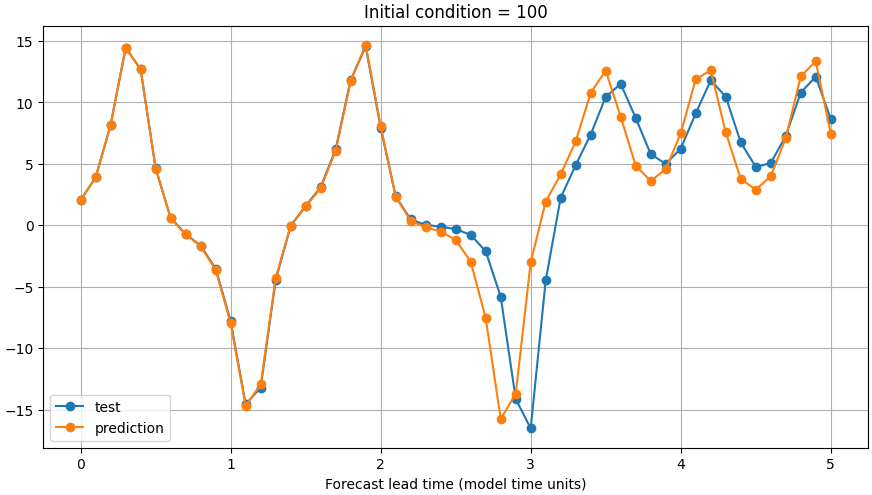 Initial condition = 100
15
10
5
0
−5
−10
−15
test
prediction
0 1 2 3 4 5
Forecast lead time (model time units)